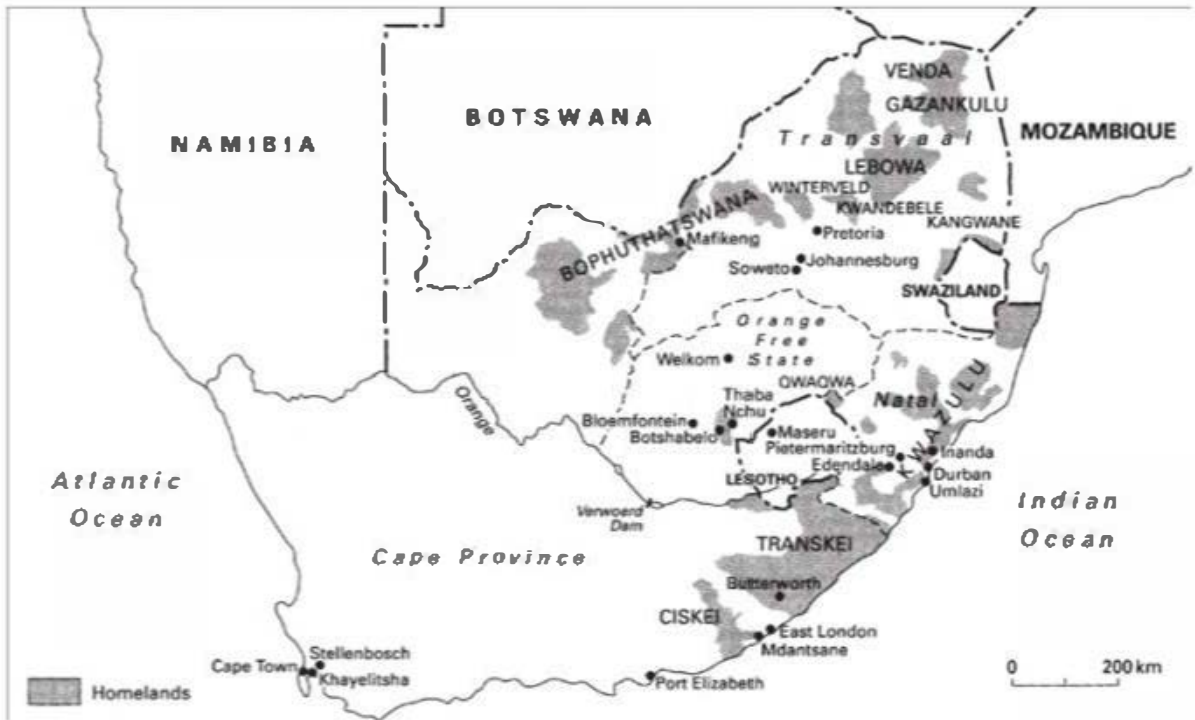 VENDA
GAZANKULU
MOZAMBIQUE
BOTSWANA
NAMIBIA
Transvaal
LEBOWA
WINTERVELD
KWANDEBELE
KANGWANE
BOPHUTHATSWANA
Mafikeng
Pretoria
Johannesburg
Soweto
SWAZILAND
Orange
Free
State
Welkom
QWAQWA
Natal
KWAZULU
Thaba
Nchu
Orange
Bloemfontein
Botshabelo
Maseru
Pietermaritzburg
Inanda
Edendale
Durban
LESOTHO
Umlazi
Atlantic
Ocean
Verwoerd
Dam
Indian
Ocean
Cape Province
TRANSKEI
Butterworth
CISKEI
East London
Mdantsane
Stellenbosch
Cape Town
Khayelitsha
Port Elizabeth
0 200 km
Homelands